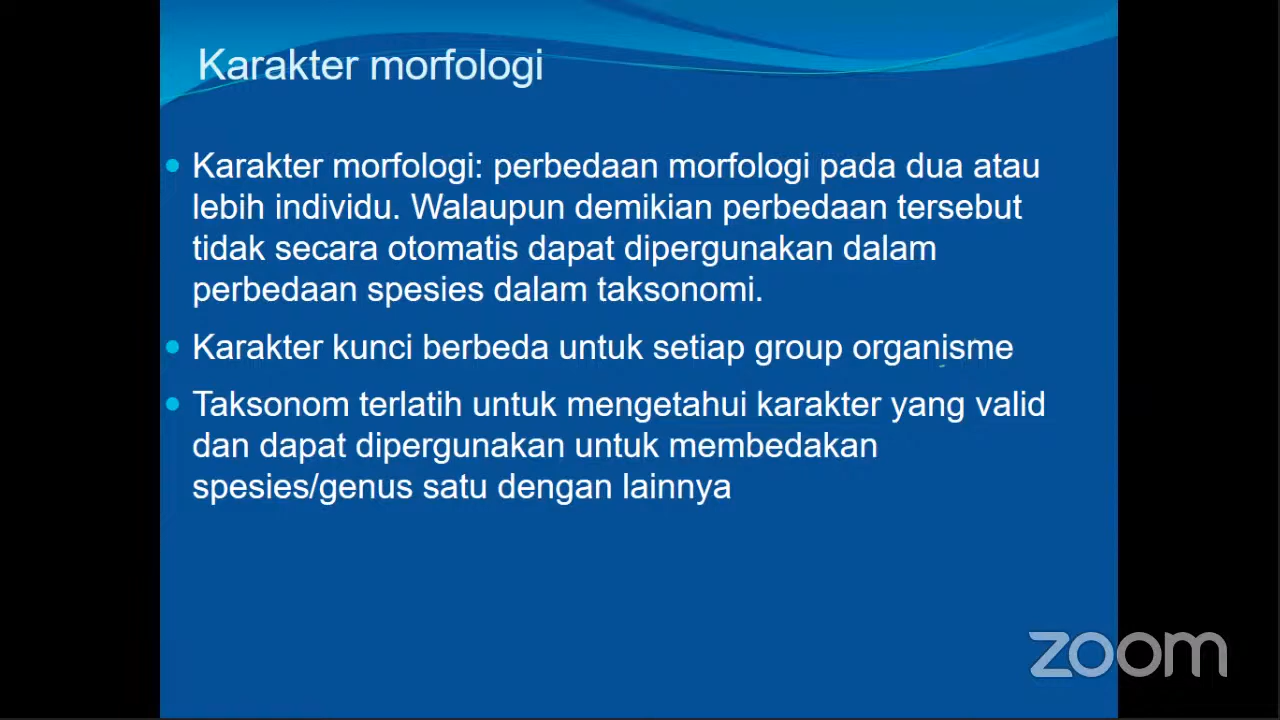 Karakter morfologi
• Karakter morfologi: perbedaan morfologi pada dua atau
lebih individu. Walaupun demikian perbedaan tersebut
tidak secara otomatis dapat dipergunakan dalam
perbedaan spesies dalam taksonomi.
• Karakter kunci berbeda untuk setiap group organisme
• Taksonom terlatih untuk mengetahui karakter yang valid
dan dapat dipergunakan untuk membedakan
spesies/genus satu dengan lainnya
zoom